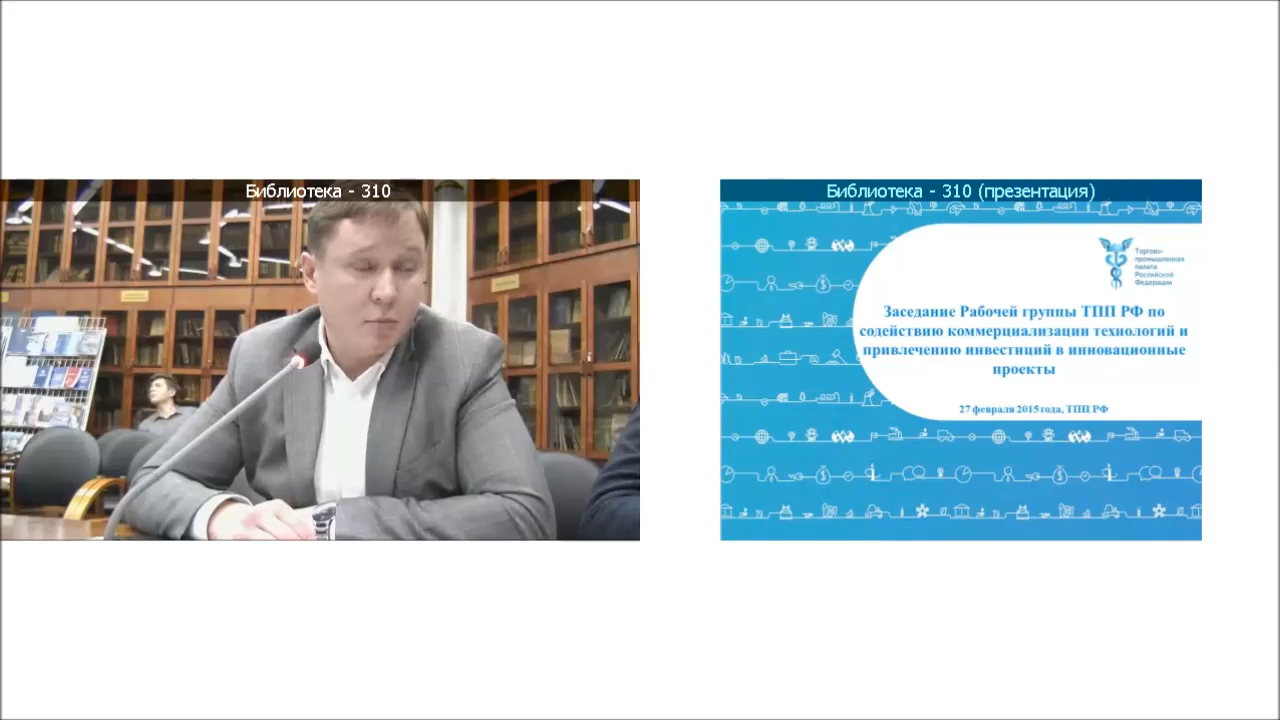 Библиотека - 310
Библиотека - 310 (презентация)
Торгово-
промышленная
палата
Российской
Федерации
Заседание Рабочей группы ТПП РФ по
содействию коммерциализации технологий и
привлечению инвестиций в инновационные
проекты
27 февраля 2015 года, ТПП РФ